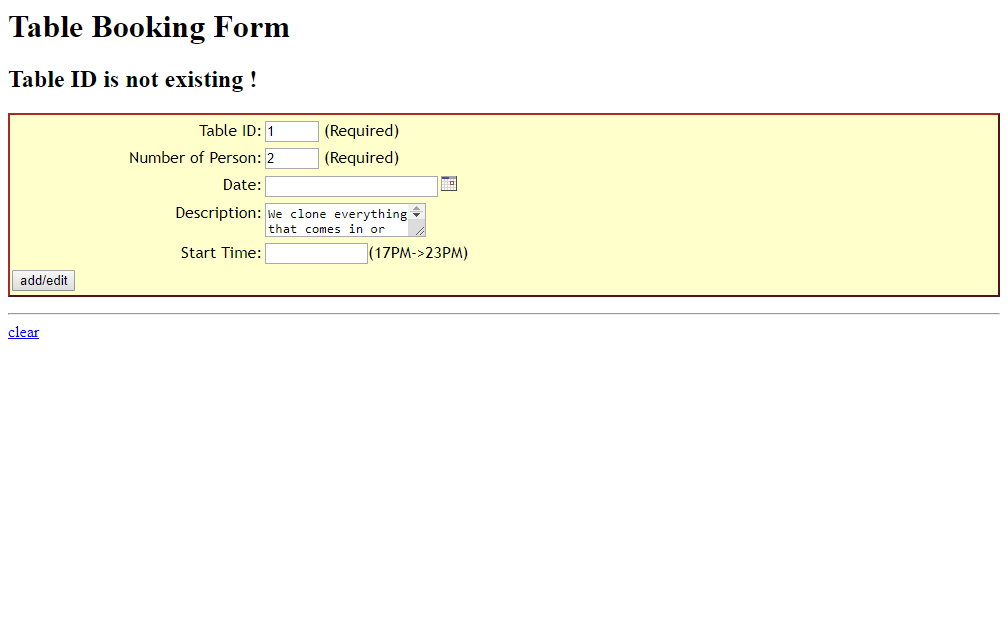 Table Booking Form
Table ID is not existing !
Table ID: 1 (Required)
Number of Person: 2 (Required)
Date:
Description: We clone everything
that comes in or
Start Time: (17PM->23PM)
add/edit
clear